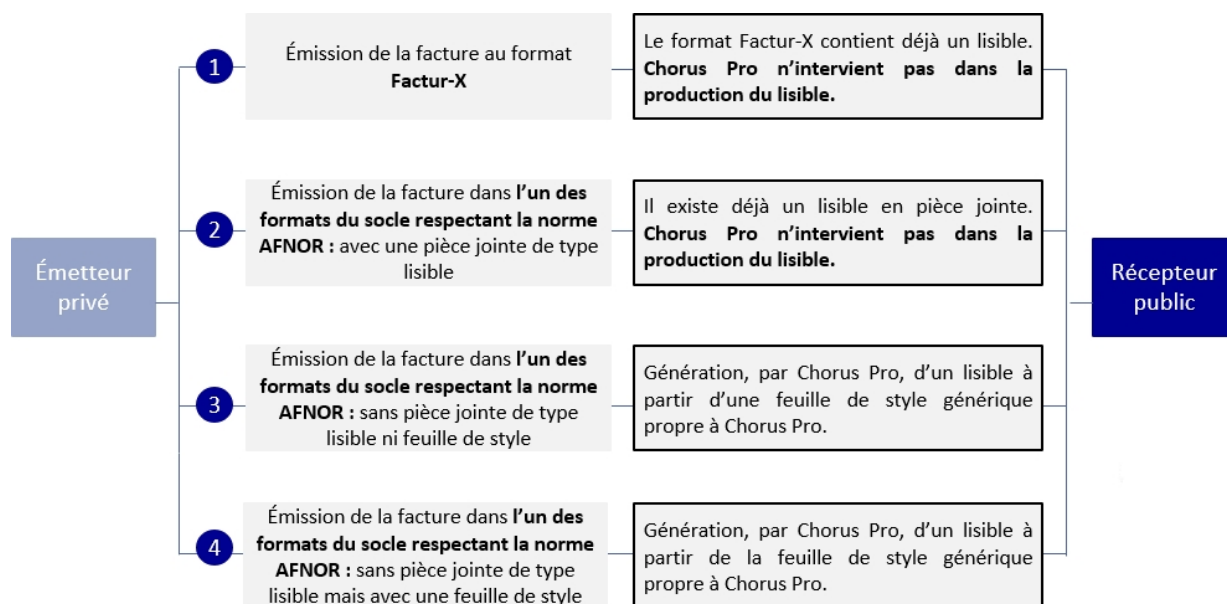 Émetteur
privé
1
Émission de la facture au format
Factur-X
Le format Factur-X contient déjà un lisible.
Chorus Pro n’intervient pas dans la
production du lisible.
2
Émission de la facture dans l’un des
formats du socle respectant la norme
AFNOR : avec une pièce jointe de type
lisible
Il existe déjà un lisible en pièce jointe.
Chorus Pro n’intervient pas dans la
production du lisible.
3
Émission de la facture dans l’un des
formats du socle respectant la norme
AFNOR : sans pièce jointe de type
lisible ni feuille de style
Génération, par Chorus Pro, d’un lisible à
partir d’une feuille de style générique
propre à Chorus Pro.
4
Émission de la facture dans l’un des
formats du socle respectant la norme
AFNOR : sans pièce jointe de type
lisible mais avec une feuille de style
Génération, par Chorus Pro, d’un lisible à
partir de la feuille de style générique
propre à Chorus Pro.
Récepteur
public